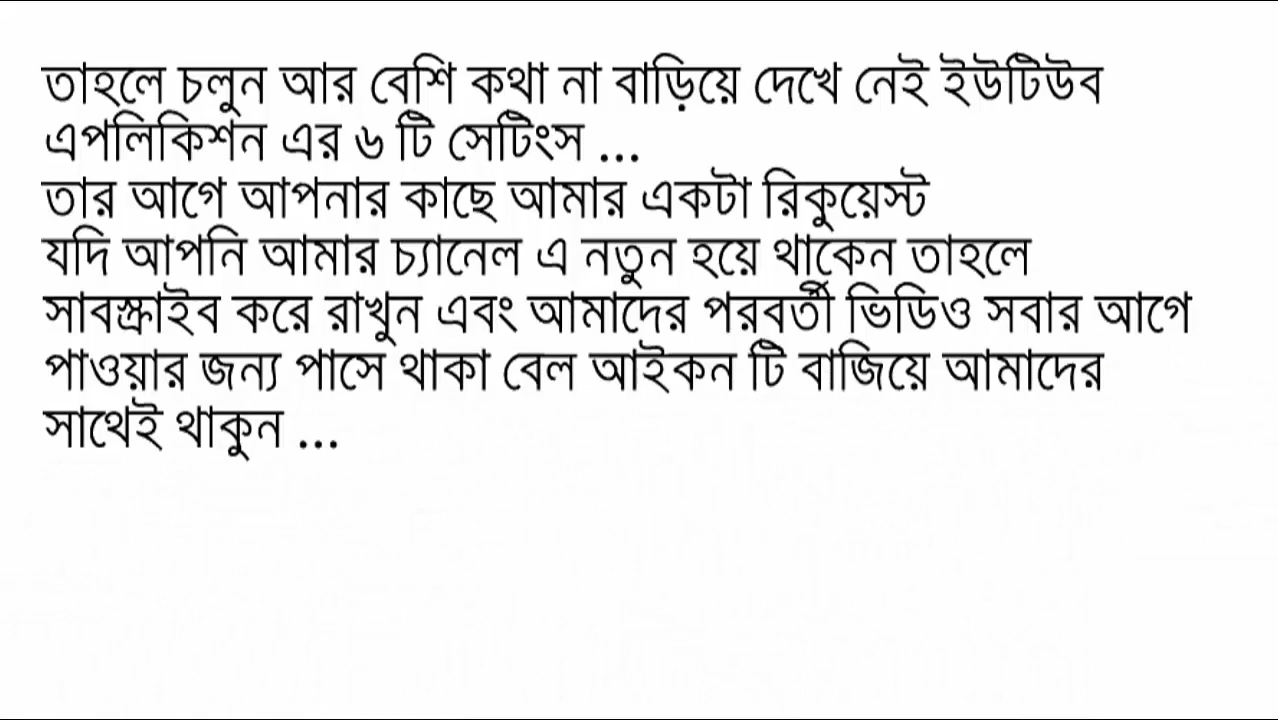 তাহলে চলুন আর বেশি কথা না বাড়িয়ে দেখে নেই ইউটিউব
এপলিকিশন এর ৬ টি সেটিংস ...
তার আগে আপনার কাছে আমার একটা রিকুয়েস্ট
যদি আপনি আমার চ্যানেল এ নতুন হয়ে থাকেন তাহলে
সাবস্ক্রাইব করে রাখুন এবং আমাদের পরবর্তী ভিডিও সবার আগে
পাওয়ার জন্য পাসে থাকা বেল আইকন টি বাজিয়ে আমাদের
সাথেই থাকুন ...